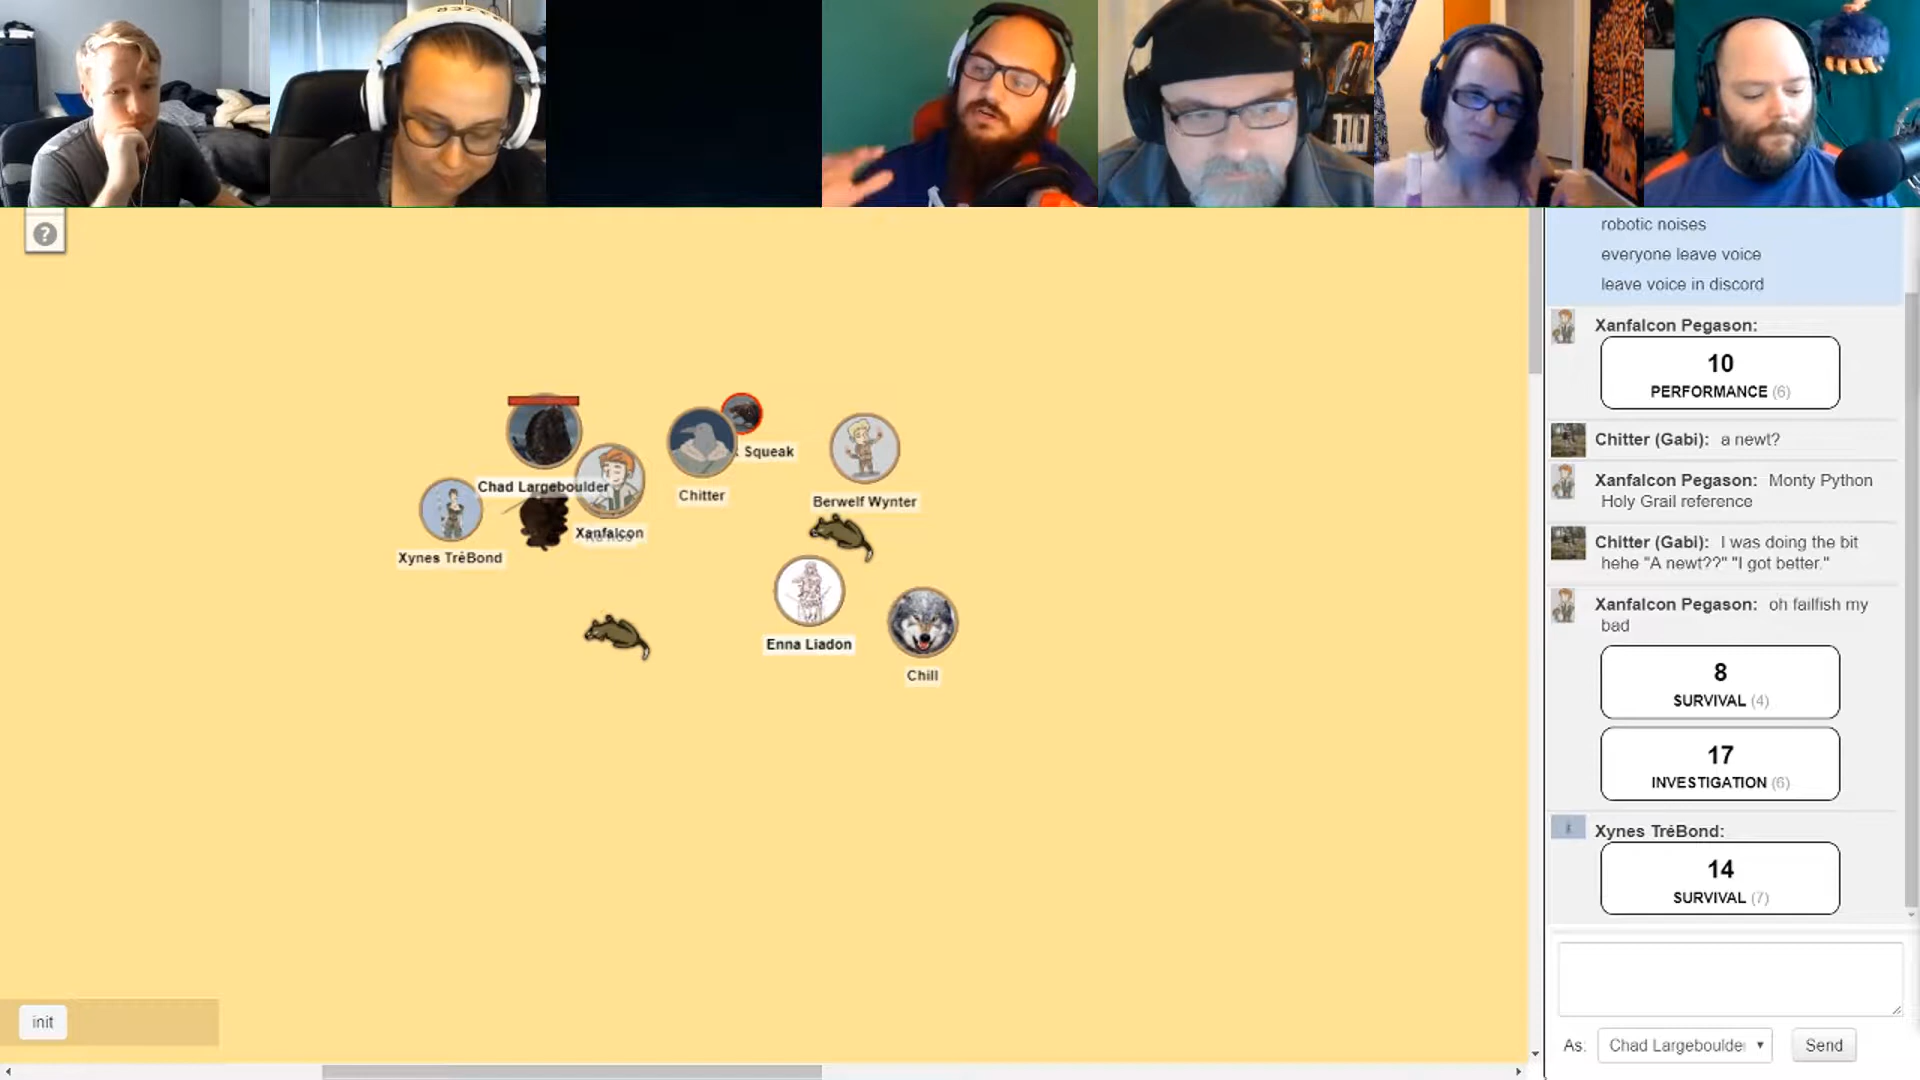 ?
robotic noises
everyone leave voice
leave voice in discord
Xanfalcon Pegason:
10
PERFORMANCE (6)
Chitter (Gabi): a newt?
Xanfalcon Pegason: Monty Python
Holy Grail reference
Chitter (Gabi): I was doing the bit
hehe "A newt??" "I got better."
Xanfalcon Pegason: oh failfish my
bad
8
SURVIVAL (4)
17
INVESTIGATION (6)
Xynes TréBond:
14
SURVIVAL (7)
Squeak
Chad Largeboulder
Chitter
Berwelf Wynter
Xanfalcon
Xynes TréBond
Enna Liadon
Chill
init
As:
Chad Largeboulde
Send